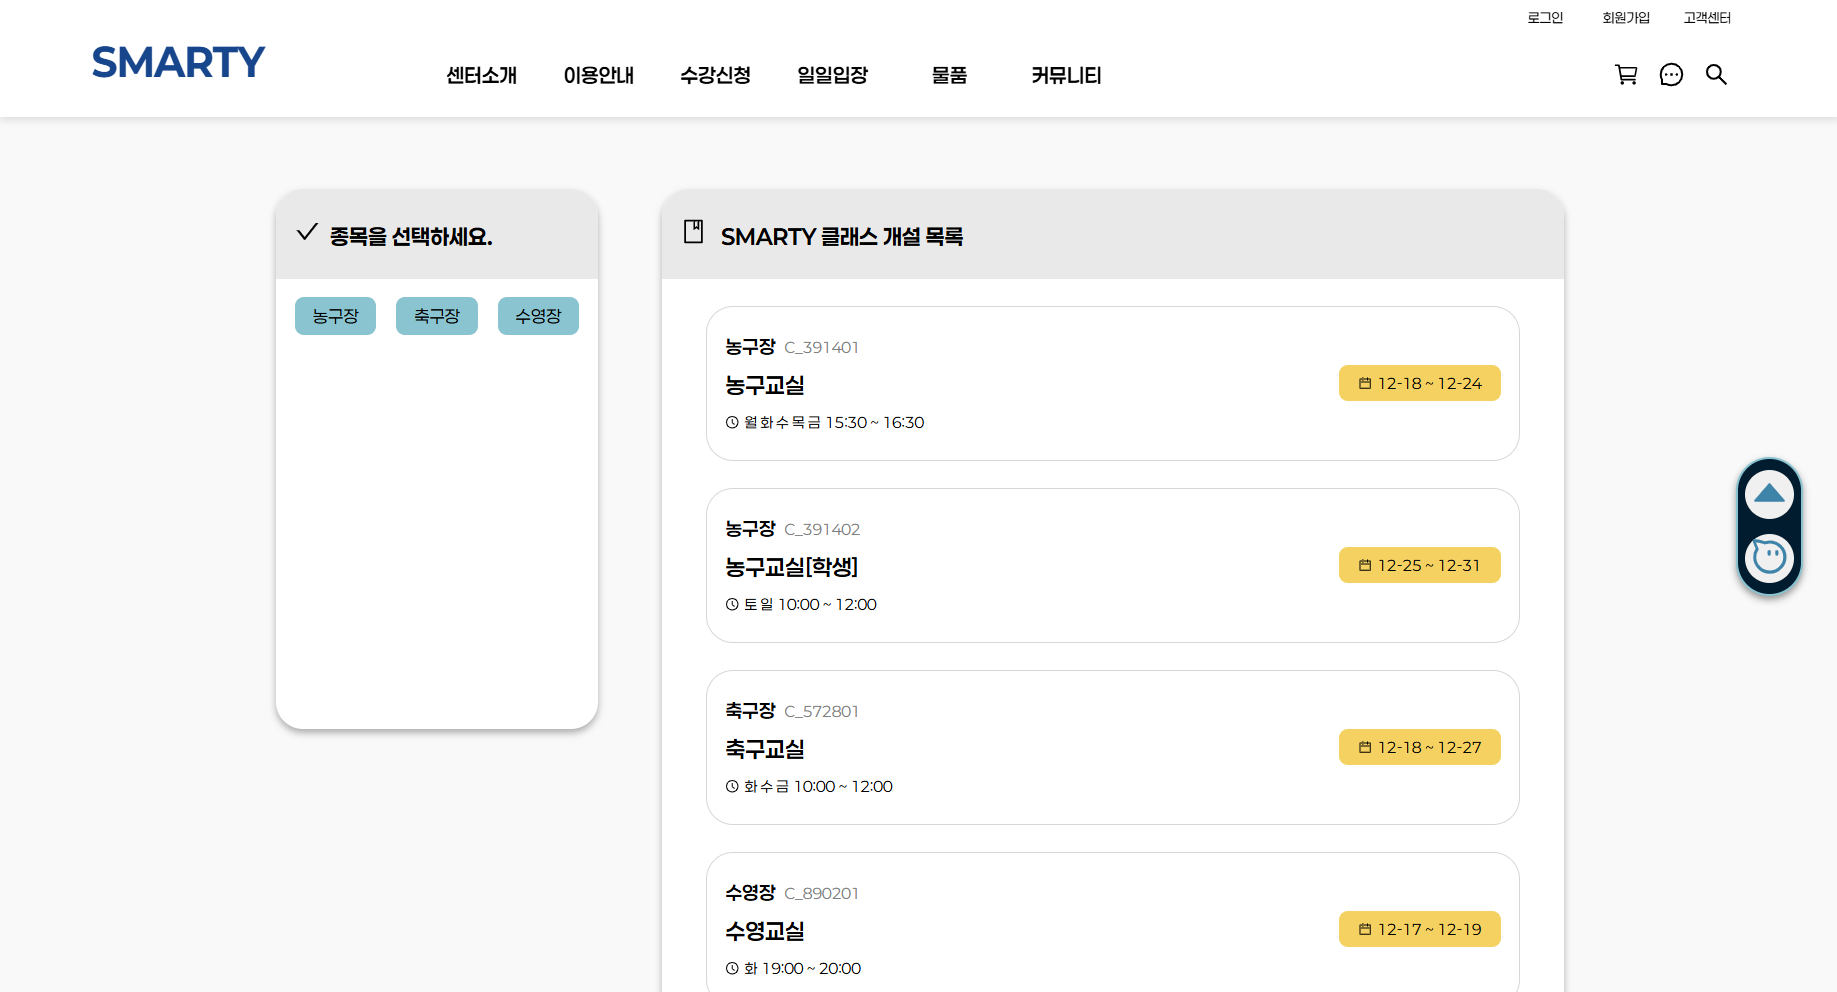 로그인 회원가입 고객센터
SMARTY
센터소개 이용안내 수강신청 일일입장 물품 커뮤니티
종목을 선택하세요.
농구장 축구장 수영장
SMARTY 클래스 개설 목록
농구장 C_391401
농구교실
12-18 ~ 12-24
월화수목금 15:30 ~ 16:30
농구장 C_391402
농구교실[학생]
12-25 ~ 12-31
토일 10:00 ~ 12:00
축구장 C_572801
축구교실
12-18 ~ 12-27
화수금 10:00 ~ 12:00
수영장 C_890201
수영교실
12-17 ~ 12-19
화 19:00 ~ 20:00